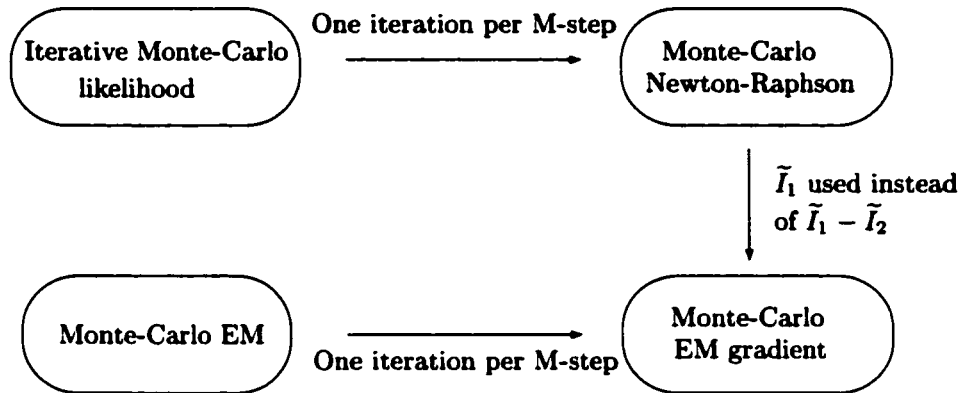 One iteration per M-step
Iterative Monte-Carlo
likelihood
Monte-Carlo
Newton-Raphson
Ĩ₁ used instead
of Ĩ₁ − Ĩ₂
Monte-Carlo EM
One iteration per M-step
Monte-Carlo
EM gradient